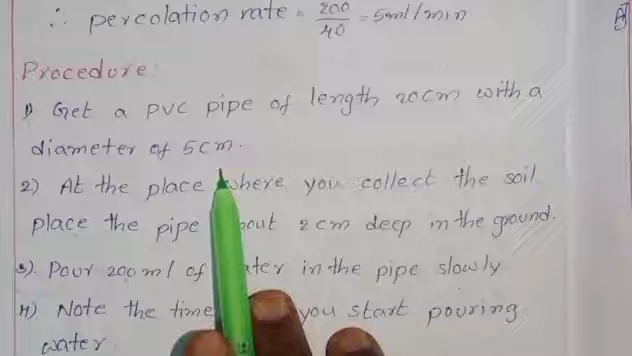 ∴ percolation rate = 200/40 = 5ml/min
Procedure:
1) Get a PVC pipe of length 20cm with a
diameter of 5cm.
2) At the place where you collect the soil
place the pipe bout 2cm deep in the ground.
3). Pour 200ml of ater in the pipe slowly
4) Note the time you start pouring
water